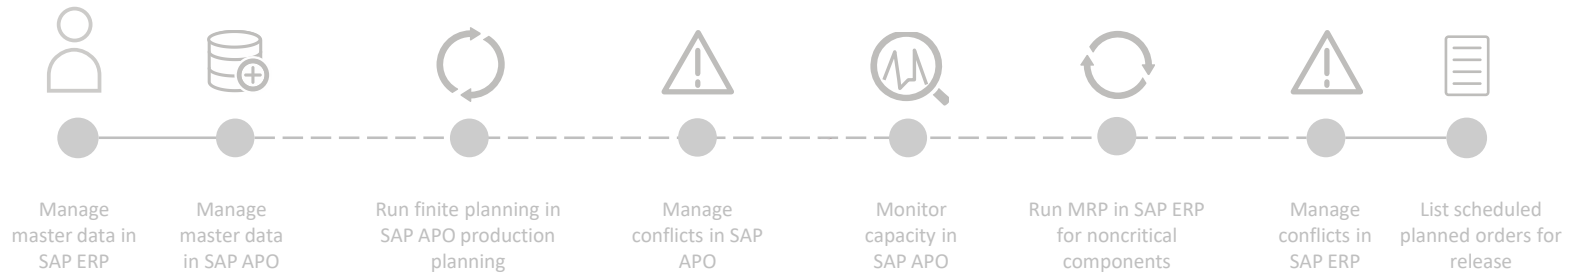 Manage
master data in
SAP ERP
Manage
master data
in SAP APO
Run finite planning in
SAP APO production
planning
Manage
conflicts in SAP
APO
Monitor
capacity in
SAP APO
Run MRP in SAP ERP
for noncritical
components
Manage
conflicts in
SAP ERP
List scheduled
planned orders for
release